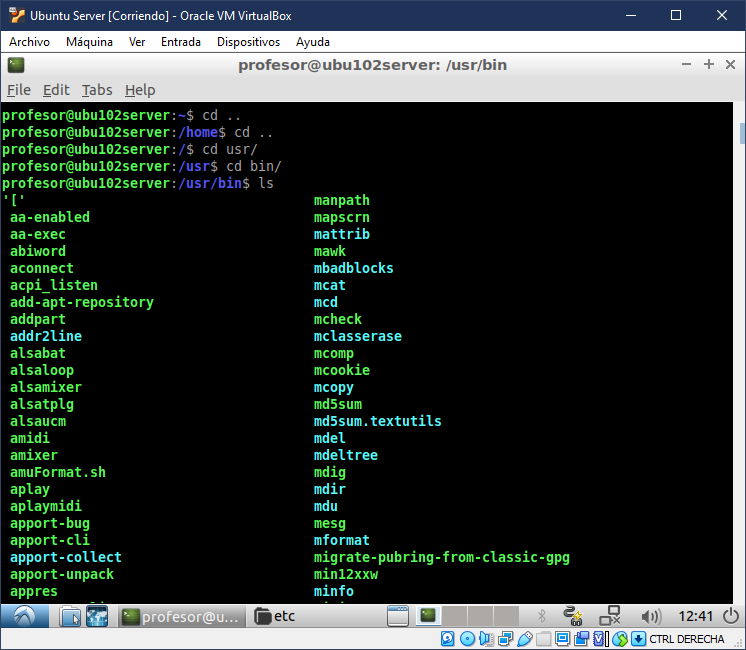 Ubuntu Server [Corriendo] - Oracle VM VirtualBox
Archivo Máquina Ver Entrada Dispositivos Ayuda
profesor@ubu102server: /usr/bin
File Edit Tabs Help
profesor@ubu102server:~$ cd ..
profesor@ubu102server:/home$ cd ..
profesor@ubu102server:/$ cd usr/
profesor@ubu102server:/usr$ cd bin/
profesor@ubu102server:/usr/bin$ ls
'[' manpath
aa-enabled mapscrn
aa-exec mattrib
abiword mawk
aconnect mbadblocks
acpi_listen mcat
add-apt-repository mcd
addpart mcheck
addr2line mclasserase
alsabat mcomp
alsaloop mcookie
alsamixer mcopy
alsatplg md5sum
alsaucm md5sum.textutils
amidi mdel
amixer mdeltree
amuFormat.sh mdig
aplay mdir
aplaymidi mdu
apport-bug mesg
apport-cli mformat
apport-collect migrate-pubring-from-classic-gpg
apport-unpack min12xxw
appres minfo
profesor@u... etc 12:41
CTRL DERECHA